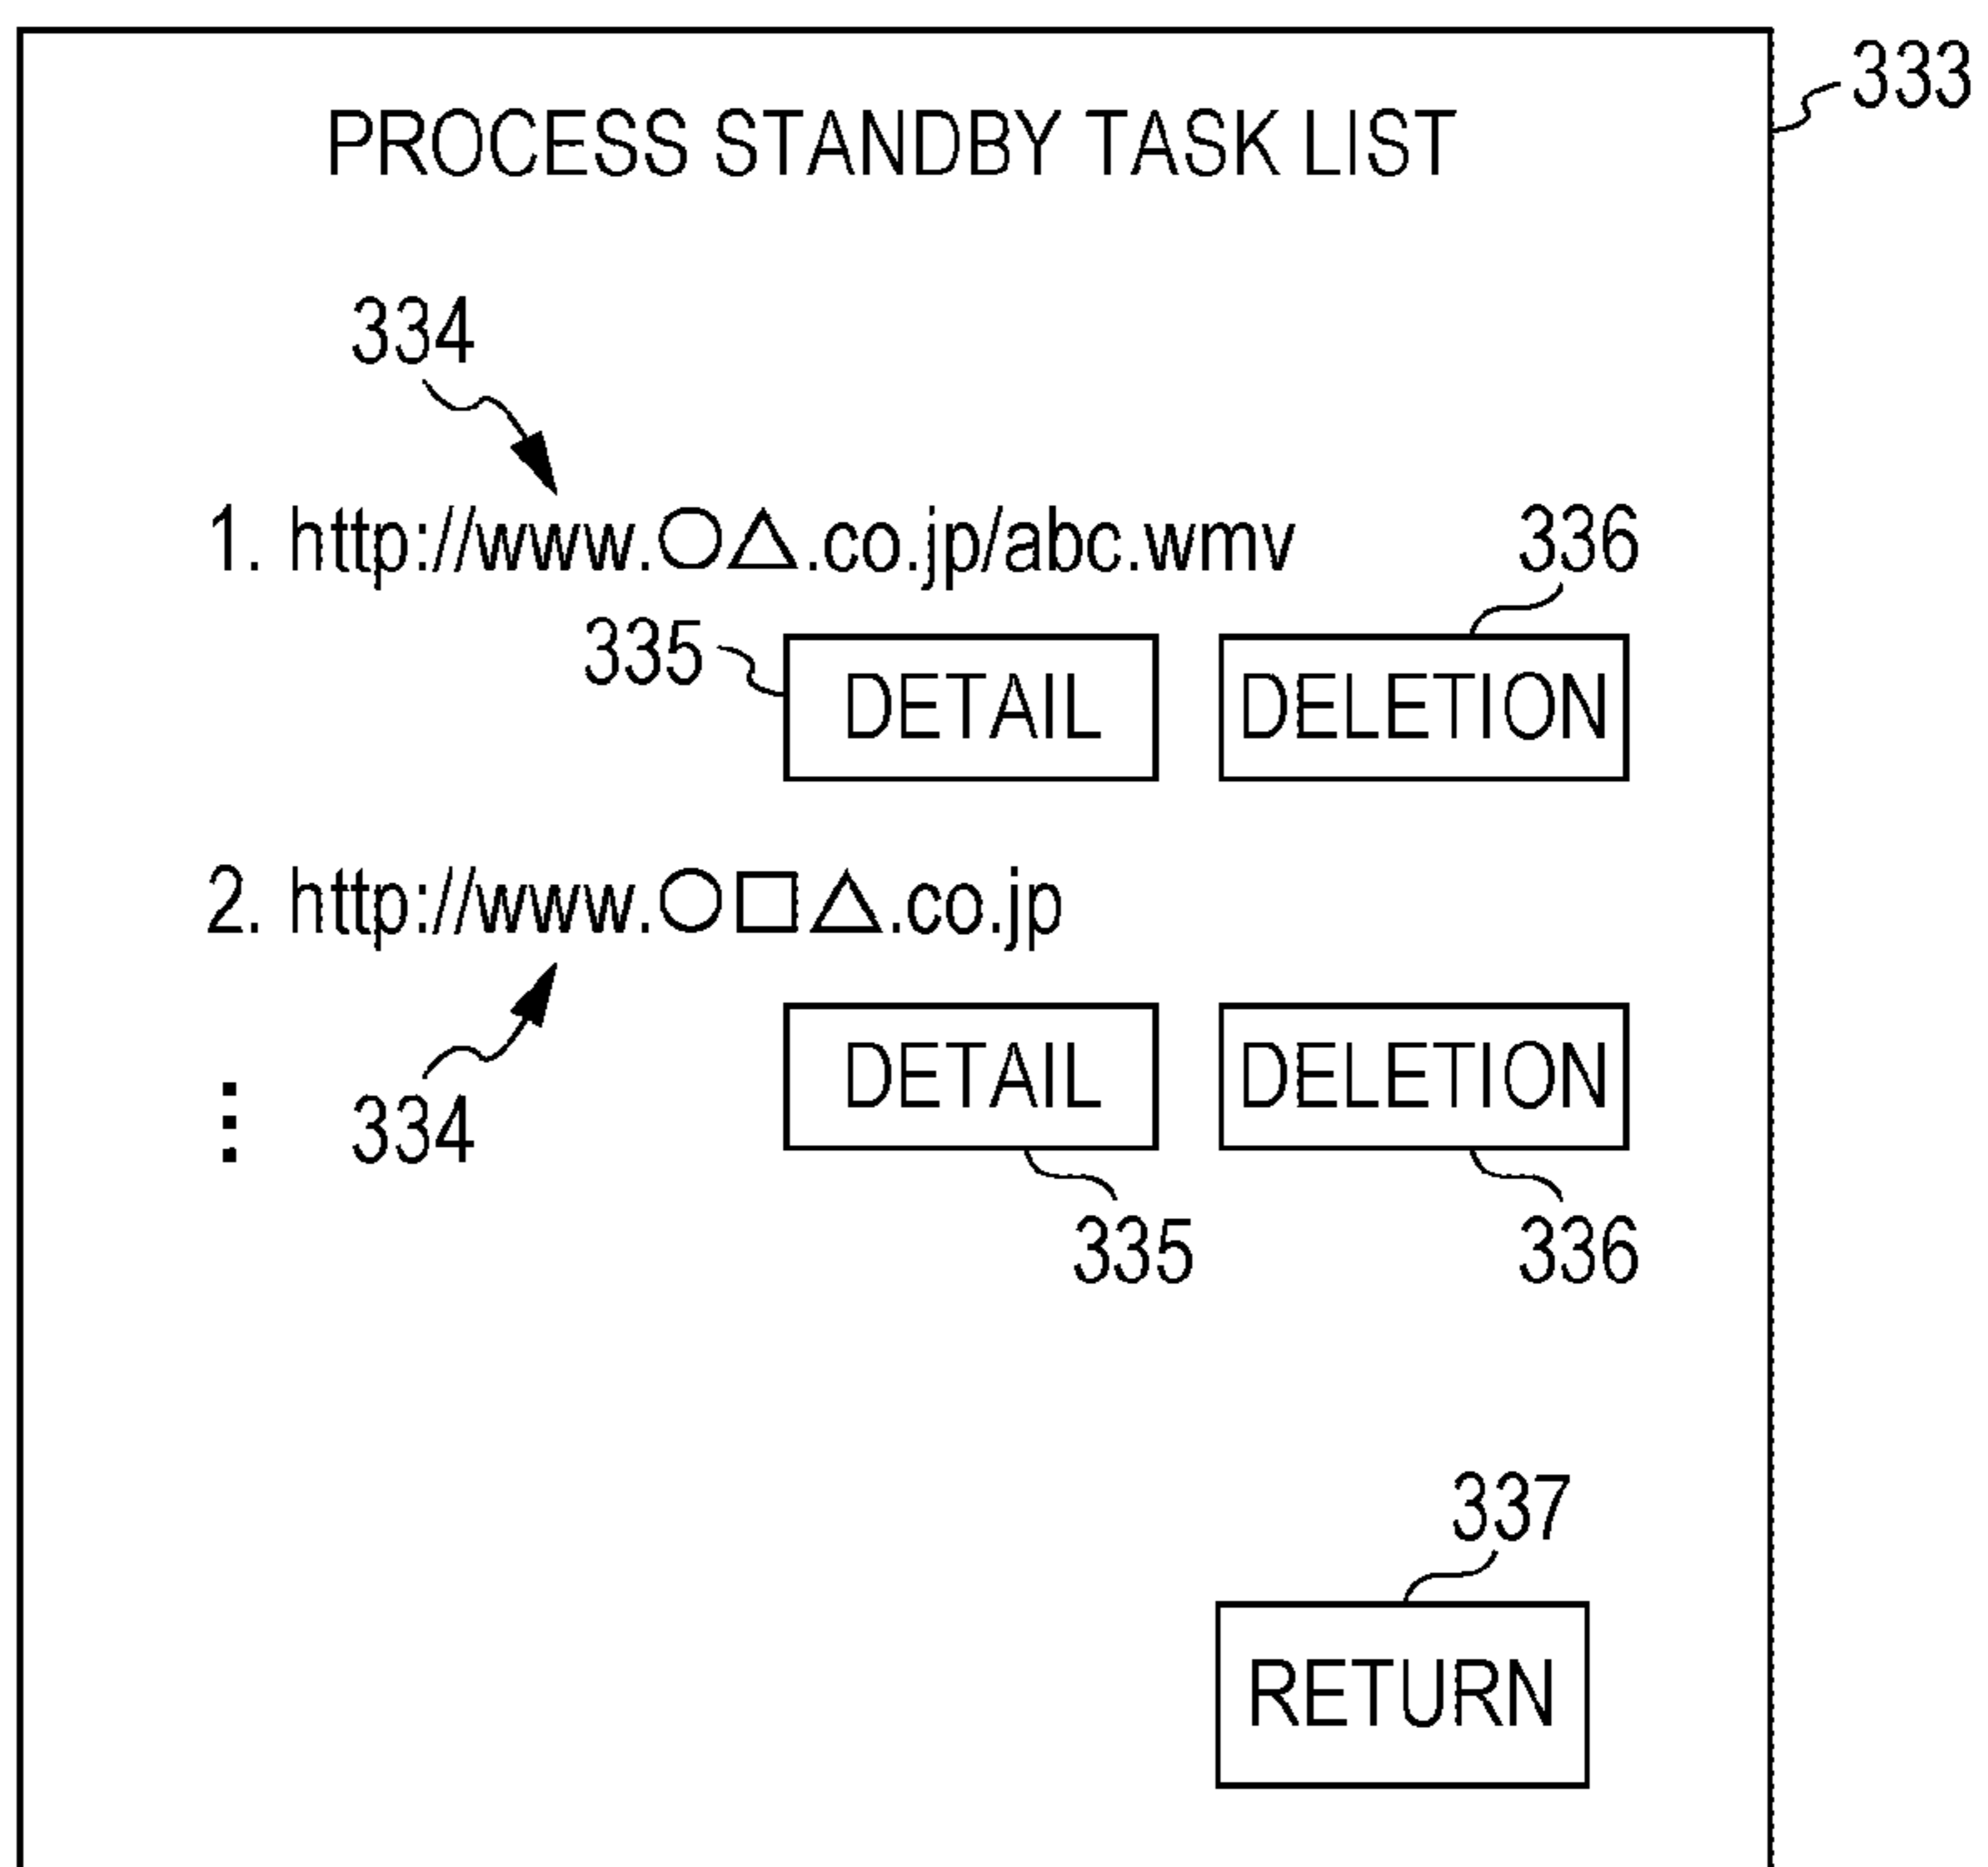 333
PROCESS STANDBY TASK LIST
334
1. http://www.○△.co.jp/abc.wmv
336
335
DETAIL DELETION
2. http://www.○□△.co.jp
DETAIL DELETION
⋮ 334
335 336
337
RETURN